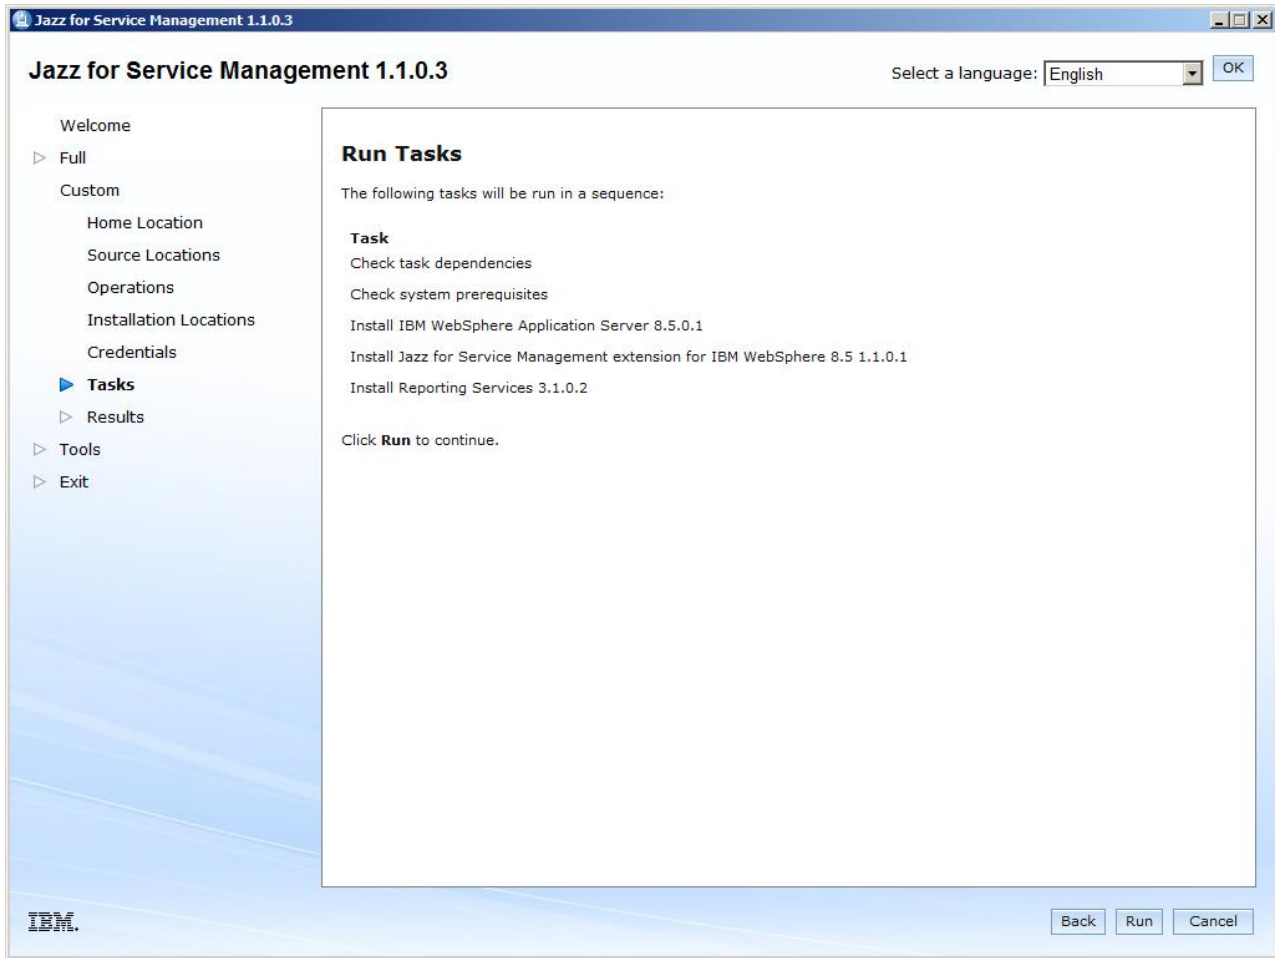 Jazz for Service Management 1.1.0.3
Jazz for Service Management 1.1.0.3
Select a language: English OK
Welcome
Full
Custom
Home Location
Source Locations
Operations
Installation Locations
Credentials
Tasks
Results
Tools
Exit
Run Tasks
The following tasks will be run in a sequence:
Task
Check task dependencies
Check system prerequisites
Install IBM WebSphere Application Server 8.5.0.1
Install Jazz for Service Management extension for IBM WebSphere 8.5 1.1.0.1
Install Reporting Services 3.1.0.2
Click Run to continue.
IBM.
Back Run Cancel